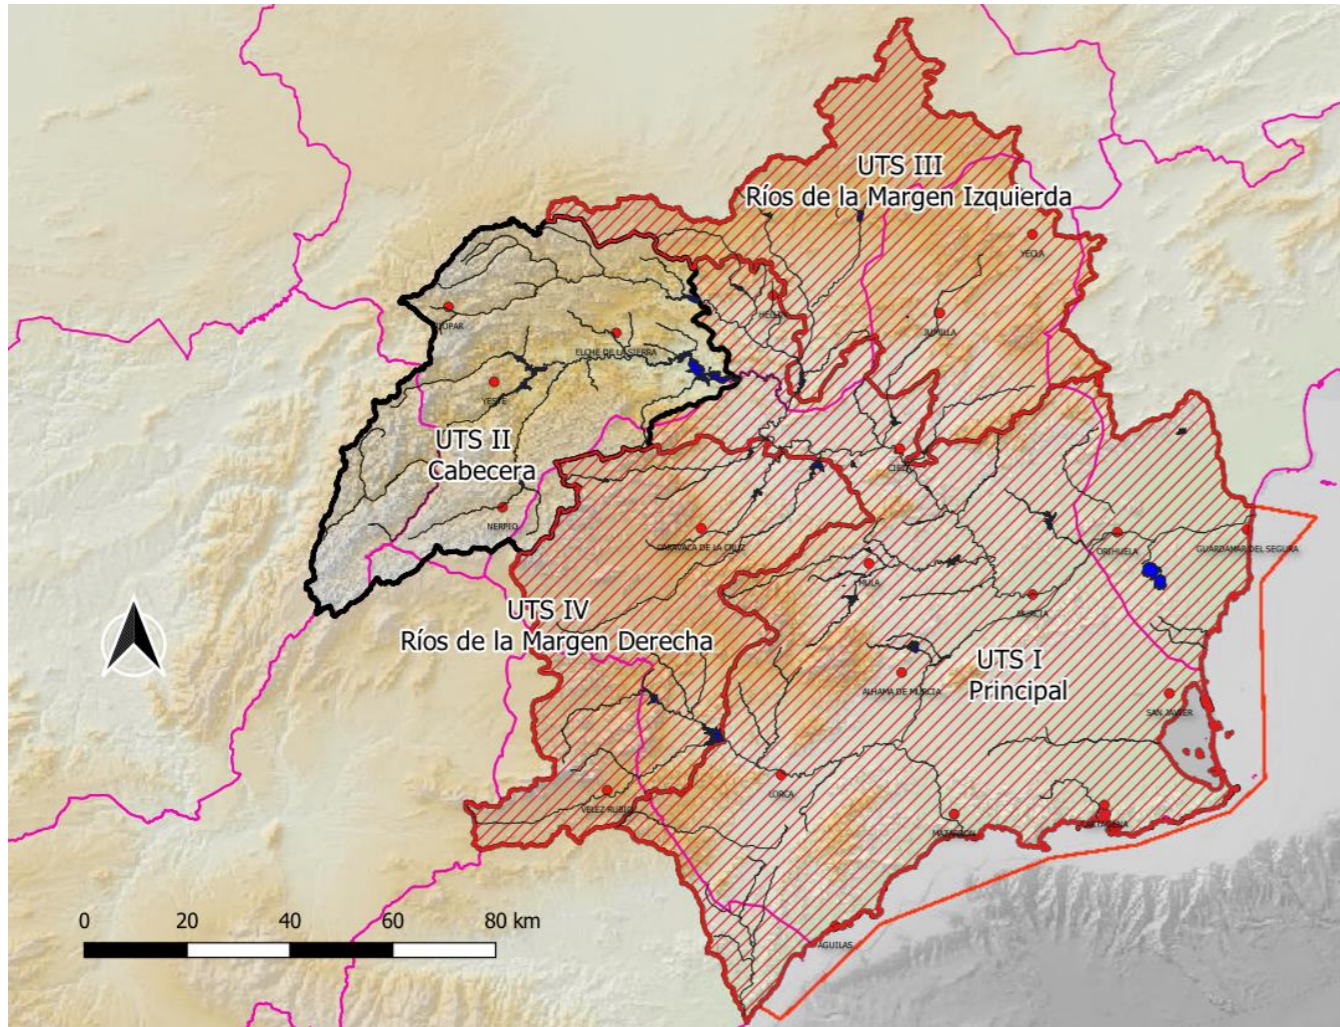 UTS III
Ríos de la Margen Izquierda
YECLA
HELLÍN
JUMILLA
ELCHE DE LA SIERRA
YESTE
UTS II
Cabecera
CIEZA
NERPIO
CARAVACA DE LA CRUZ
ORIHUELA
GUARDAMAR DEL SEGURA
MULA
MURCIA
UTS IV
Ríos de la Margen Derecha
UTS I
Principal
ALHAMA DE MURCIA
SAN JAVIER
LORCA
VELEZ RUBIO
MAZARRON
CARTAGENA
AGUILAS
0 20 40 60 80 km